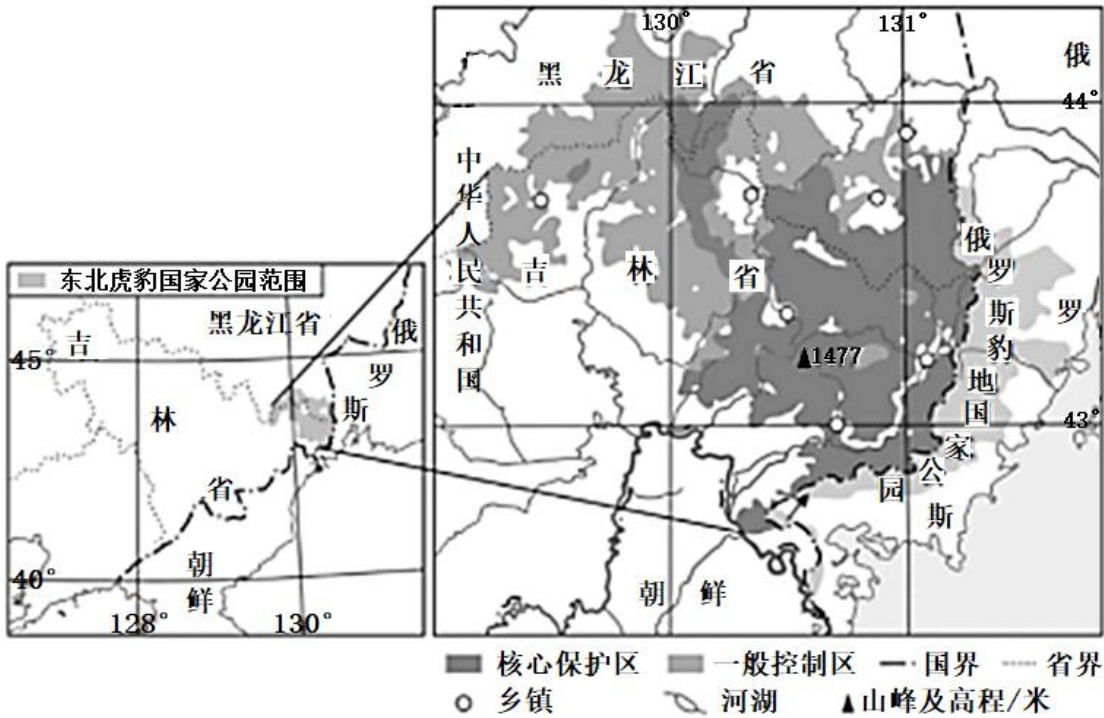 东北虎豹国家公园范围
黑龙江省
吉林省
俄罗斯
朝鲜
45°
40°
128°
130°
130°
131°
44°
43°
黑龙江省
俄罗斯
中华人民共和国
吉林省
俄罗斯豹地国家公园
1477
朝鲜
核心保护区
一般控制区
国界
省界
乡镇
河湖
山峰及高程/米